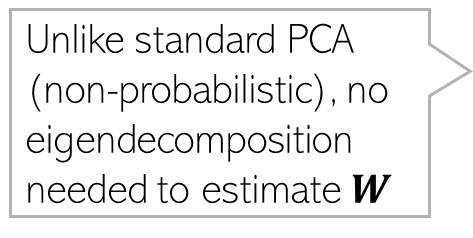 Unlike standard PCA
(non-probabilistic), no
eigendecomposition
needed to estimate W